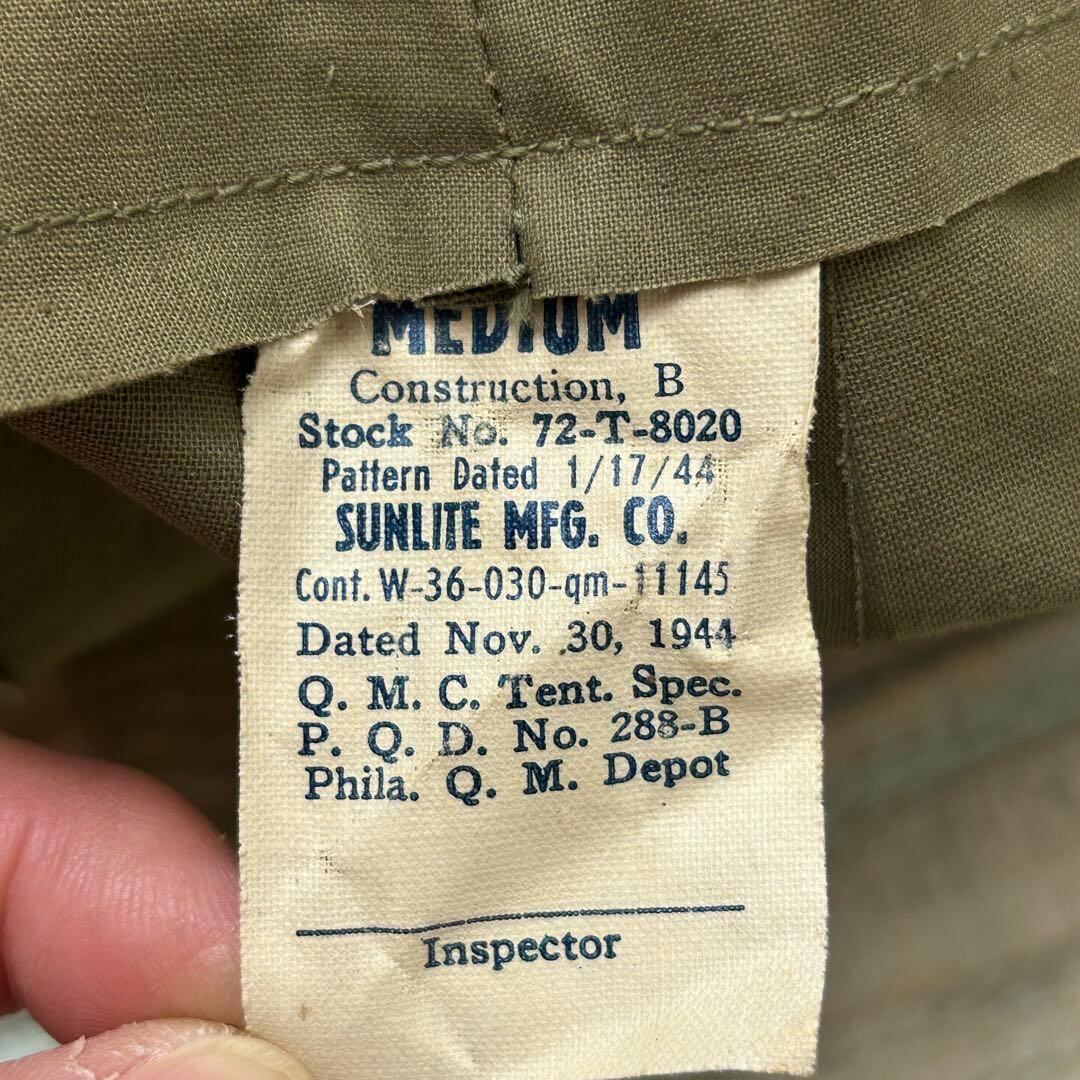 MEDIUM
Construction, B
Stock No. 72-T-8020
Pattern Dated 1/17/44
SUNLITE MFG. CO.
Cont. W-36-030-qm-11145
Dated Nov. 30, 1944
Q. M. C. Tent. Spec.
P. Q. D. No. 288-B
Phila. Q. M. Depot
Inspector